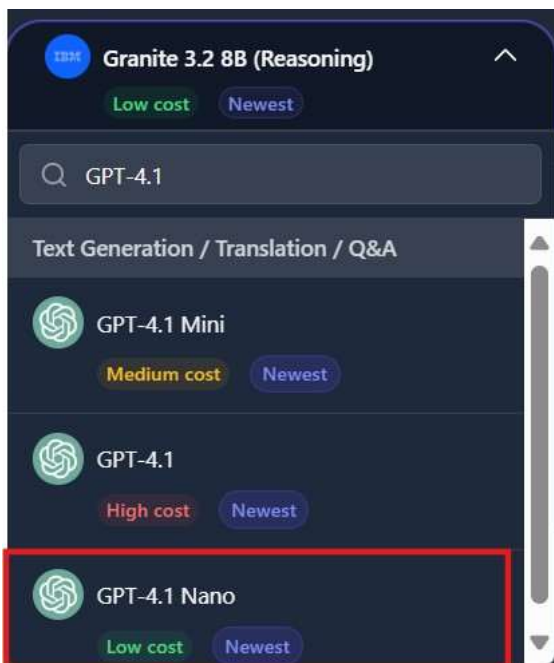 IBM Granite 3.2 8B (Reasoning)
Low cost Newest
GPT-4.1
Text Generation / Translation / Q&A
GPT-4.1 Mini
Medium cost Newest
GPT-4.1
High cost Newest
GPT-4.1 Nano
Low cost Newest